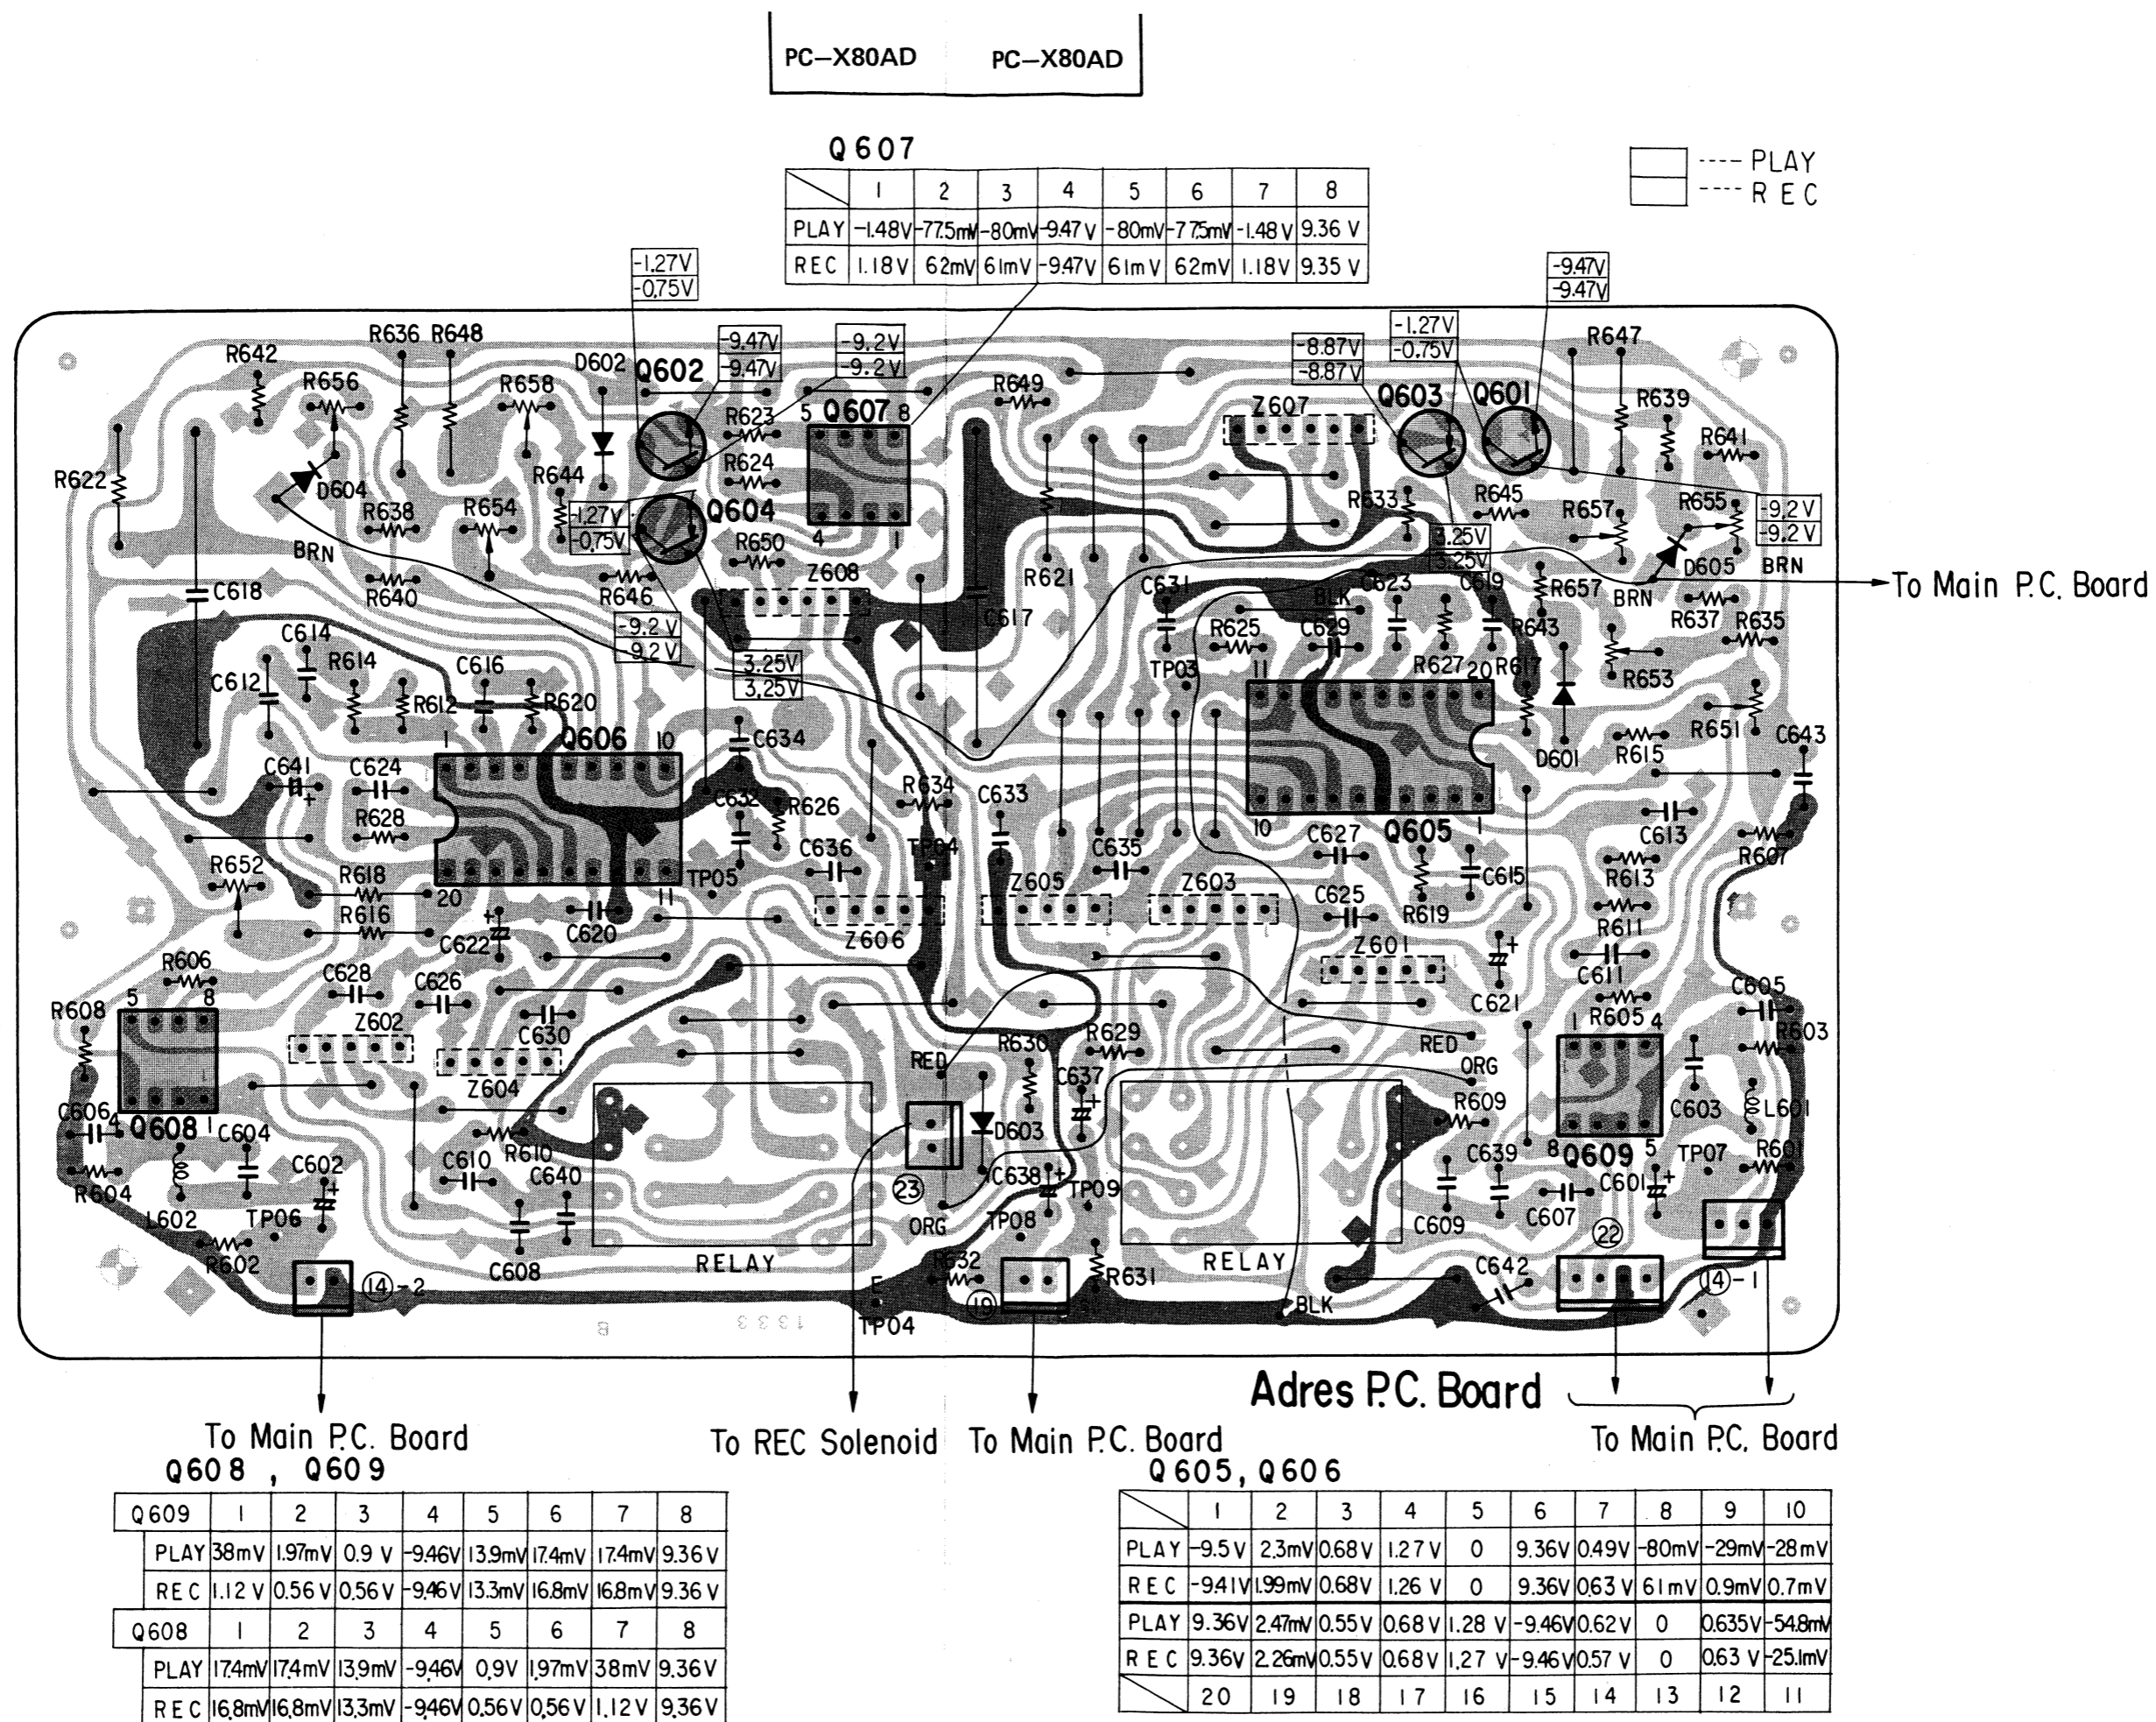 PC-X80AD PC-X80AD
Q607
1 2 3 4 5 6 7 8
PLAY -1.48V -77.5mV -80mV -9.47V -80mV -77.5mV -1.48V 9.36V
REC 1.18V 62mV 61mV -9.47V 61mV 62mV 1.18V 9.35V
---- PLAY
---- REC
-1.27V
-0.75V
-9.47V
-9.47V
-9.2V
-9.2V
-8.87V
-8.87V
-1.27V
-0.75V
-9.47V
-9.47V
R642 R636 R648 D602 Q602 R649 Q603 Q601 R647
R656 R658 R623 5 Q607 8 Z607 R639
R641
R622 D604 R644 R624
R638 R654 Q604 4 1 R633 R645 R657 R655
-1.27V
-0.75V
-9.2V
-9.2V
3.25V
3.25V
BRN R650 Z608 R621 D605 BRN
To Main P.C. Board
C618 R640 R646 C617 C631 BLK C623 C619 R657 BRN
-9.2V
-9.2V
3.25V
3.25V
C614 R614 C616 R625 C629 R643 R637 R635
C612 R612 R620 TP03 11 R627 20 R617 R653
1 Q606 10 C634 D601 R615 R651 C643
C641 + C624 R634 C633
R628 C632 R626 10 Q605 1 C613
R652 R618 TP05 C636 TP04 C635 C627 R607
20 11 Z605 Z603 C615 R613
R616 C625 R619
C622 + C620 Z606 Z601 + R611
R606 C628 C626 C611 C605
R608 5 8 Z602 C630 C621 1 R605 4 R603
RED R630 R629 RED
Z604 C637 + ORG
C606 4 Q608 1 C604 D603 R609 C603 L601
R610 8 Q609 5 TP07 R601
R604 C602 + C610 C640 C638 + TP09 C639 C601 +
L602 TP06 23 ORG TP08 C609 C607 22
R602 14-2 C608 RELAY R632 RELAY R631 C642 14-1
E 19 BLK
8 1333 TP04
Adres P.C. Board
To Main P.C. Board To REC Solenoid To Main P.C. Board To Main P.C. Board
Q608 , Q609
Q609 1 2 3 4 5 6 7 8
PLAY 38mV 1.97mV 0.9V -9.46V 13.9mV 17.4mV 17.4mV 9.36V
REC 1.12V 0.56V 0.56V -9.46V 13.3mV 16.8mV 16.8mV 9.36V
Q608 1 2 3 4 5 6 7 8
PLAY 17.4mV 17.4mV 13.9mV -9.46V 0.9V 1.97mV 38mV 9.36V
REC 16.8mV 16.8mV 13.3mV -9.46V 0.56V 0.56V 1.12V 9.36V
Q605, Q606
1 2 3 4 5 6 7 8 9 10
PLAY -9.5V 2.3mV 0.68V 1.27V 0 9.36V 0.49V -80mV -29mV -28mV
REC -9.41V 1.99mV 0.68V 1.26V 0 9.36V 0.63V 61mV 0.9mV 0.7mV
PLAY 9.36V 2.47mV 0.55V 0.68V 1.28V -9.46V 0.62V 0 0.635V -54.8mV
REC 9.36V 2.26mV 0.55V 0.68V 1.27V -9.46V 0.57V 0 0.63V -25.1mV
20 19 18 17 16 15 14 13 12 11